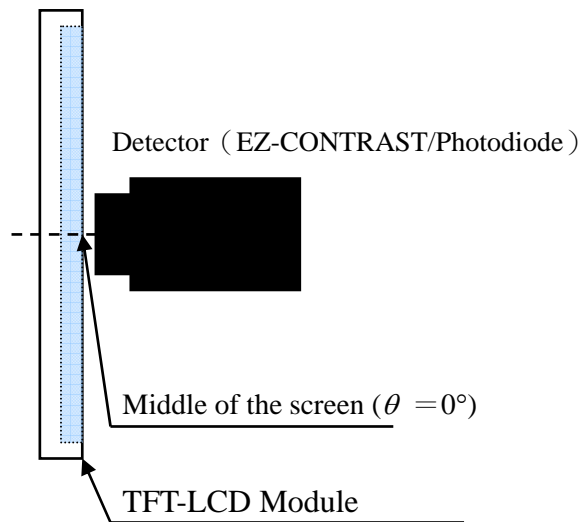 Detector（EZ-CONTRAST/Photodiode）
Middle of the screen (θ ＝0°)
TFT-LCD Module